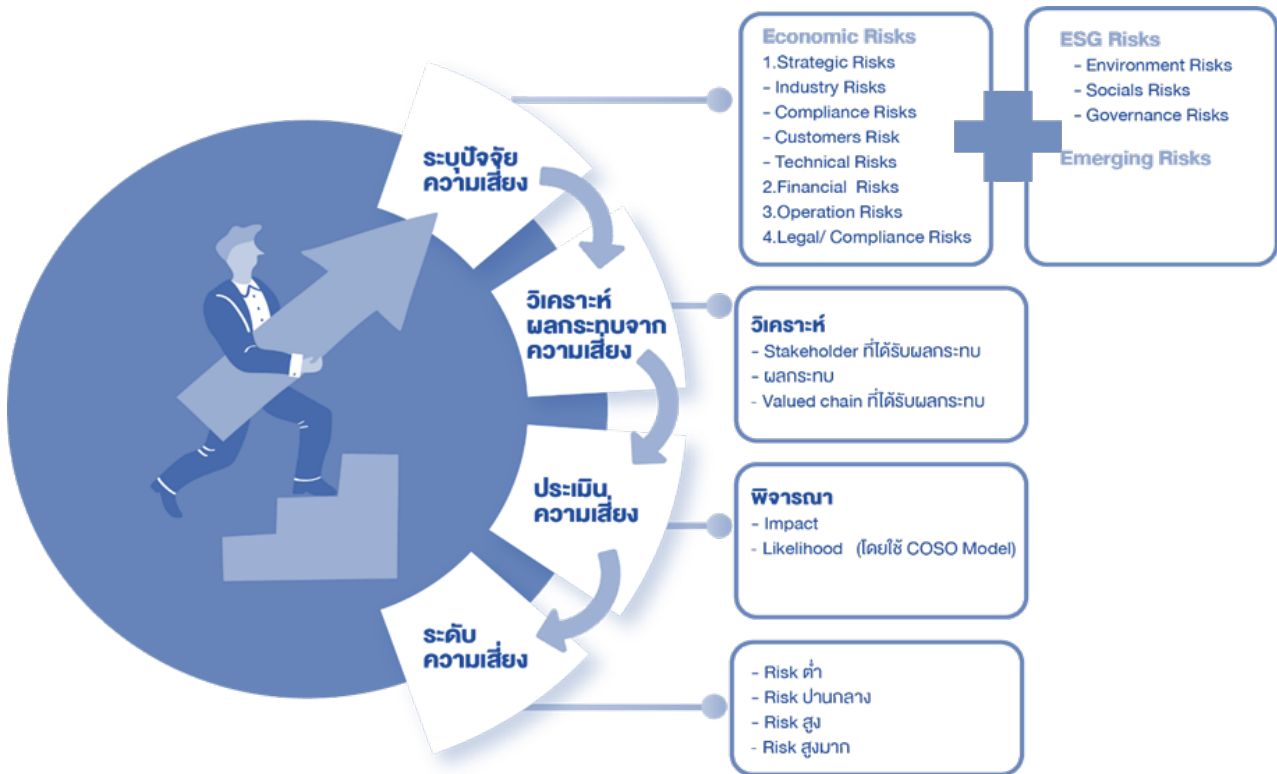 ระบุปัจจัย
ความเสี่ยง
Economic Risks
1.Strategic Risks
- Industry Risks
- Compliance Risks
- Customers Risk
- Technical Risks
2.Financial Risks
3.Operation Risks
4.Legal/ Compliance Risks
ESG Risks
- Environment Risks
- Socials Risks
- Governance Risks
Emerging Risks
วิเคราะห์
ผลกระทบจาก
ความเสี่ยง
วิเคราะห์
- Stakeholder ที่ได้รับผลกระทบ
- ผลกระทบ
- Valued chain ที่ได้รับผลกระทบ
ประเมิน
ความเสี่ยง
พิจารณา
- Impact
- Likelihood (โดยใช้ COSO Model)
ระดับ
ความเสี่ยง
- Risk ต่ำ
- Risk ปานกลาง
- Risk สูง
- Risk สูงมาก